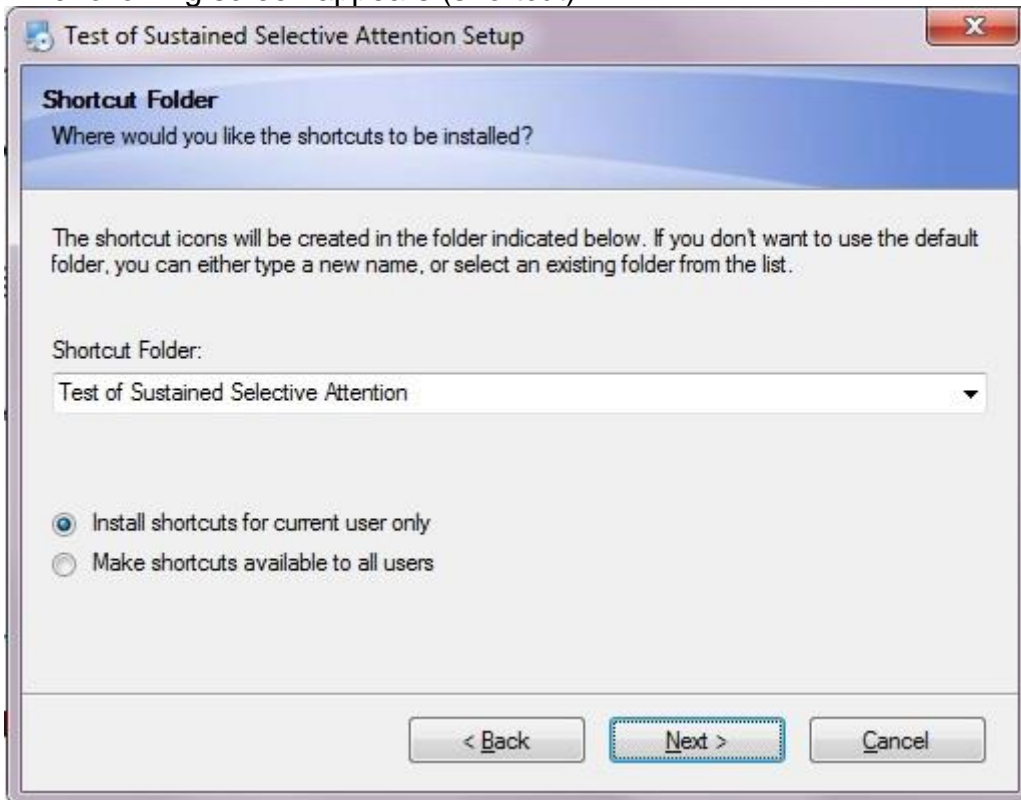 Test of Sustained Selective Attention Setup
Shortcut Folder
Where would you like the shortcuts to be installed?
The shortcut icons will be created in the folder indicated below. If you don't want to use the default
folder, you can either type a new name, or select an existing folder from the list.
Shortcut Folder:
Test of Sustained Selective Attention
Install shortcuts for current user only
Make shortcuts available to all users
< Back Next > Cancel